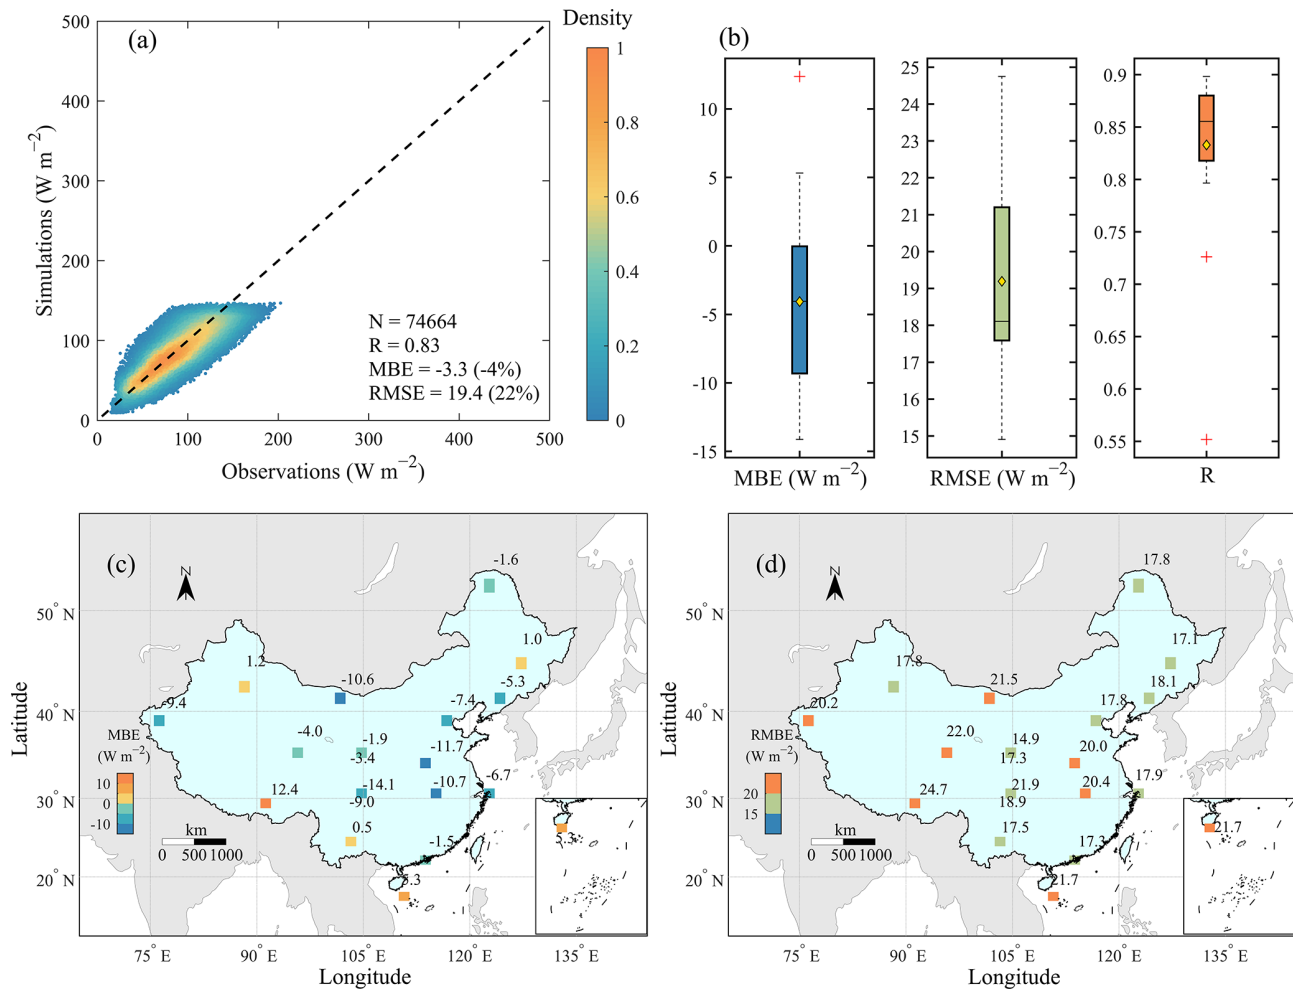 (a)
Density
500
400
300
200
100
0
Simulations (W m−2)
0
100
200
300
400
500
Observations (W m−2)
N = 74664
R = 0.83
MBE = -3.3 (-4%)
RMSE = 19.4 (22%)
1
0.8
0.6
0.4
0.2
0
(b)
10
5
0
-5
-10
-15
MBE (W m−2)
25
24
23
22
21
20
19
18
17
16
15
RMSE (W m−2)
0.9
0.85
0.8
0.75
0.7
0.65
0.6
0.55
R
(c)
N
-1.6
1.0
1.2
-10.6
-5.3
-9.4
-7.4
-4.0
-1.9
-3.4
-11.7
12.4
-14.1
-10.7
-6.7
-9.0
0.5
-1.5
5.3
5.3
50° N
40° N
30° N
20° N
Latitude
MBE
(W m−2)
10
0
-10
km
0 500 1000
75° E
90° E
105° E
120° E
135° E
Longitude
(d)
N
17.8
17.1
17.8
21.5
18.1
20.2
17.8
22.0
14.9
17.3
20.0
24.7
21.9
20.4
17.9
18.9
17.5
17.3
21.7
21.7
50° N
40° N
30° N
20° N
Latitude
RMBE
(W m−2)
20
15
km
0 500 1000
75° E
90° E
105° E
120° E
135° E
Longitude